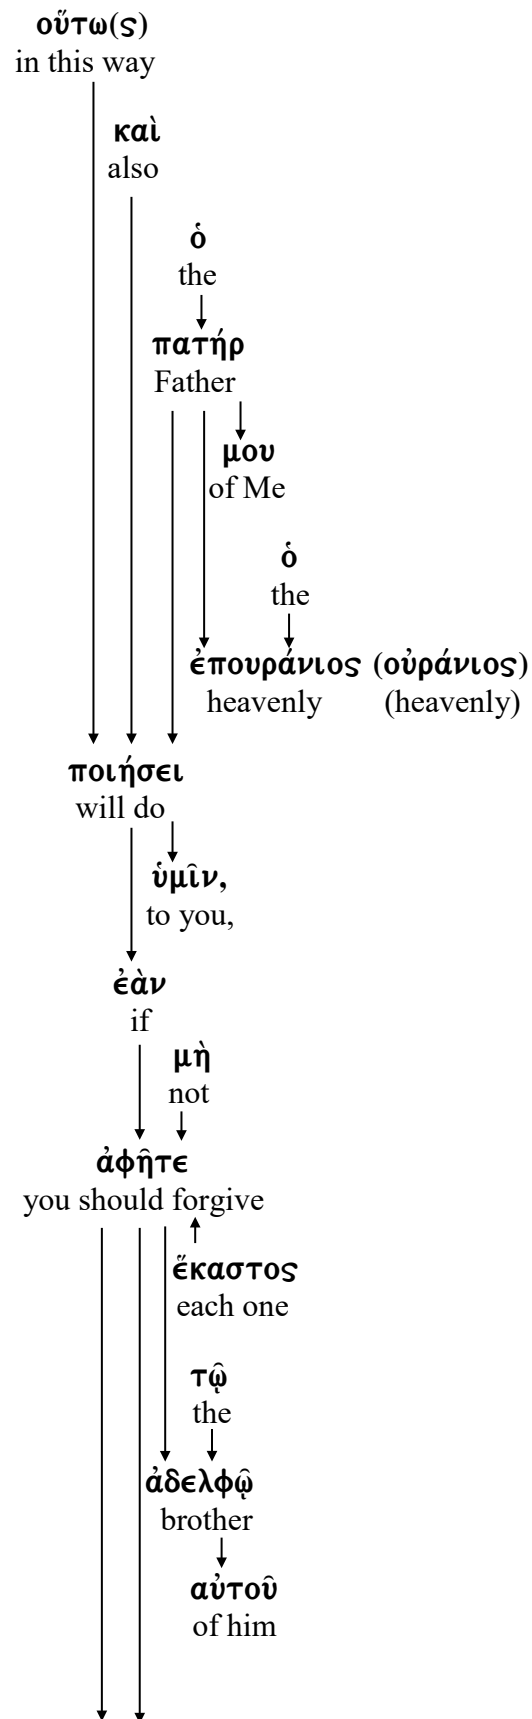 οὕτω(ς)
in this way
καὶ
also
ὁ
the
πατήρ
Father
μου
of Me
ὁ
the
ἐπουράνιος (οὐράνιος)
heavenly (heavenly)
ποιήσει
will do
ὑμῖν,
to you,
ἐὰν
if
μὴ
not
ἀφῆτε
you should forgive
ἕκαστος
each one
τῷ
the
ἀδελφῷ
brother
αὐτοῦ
of him